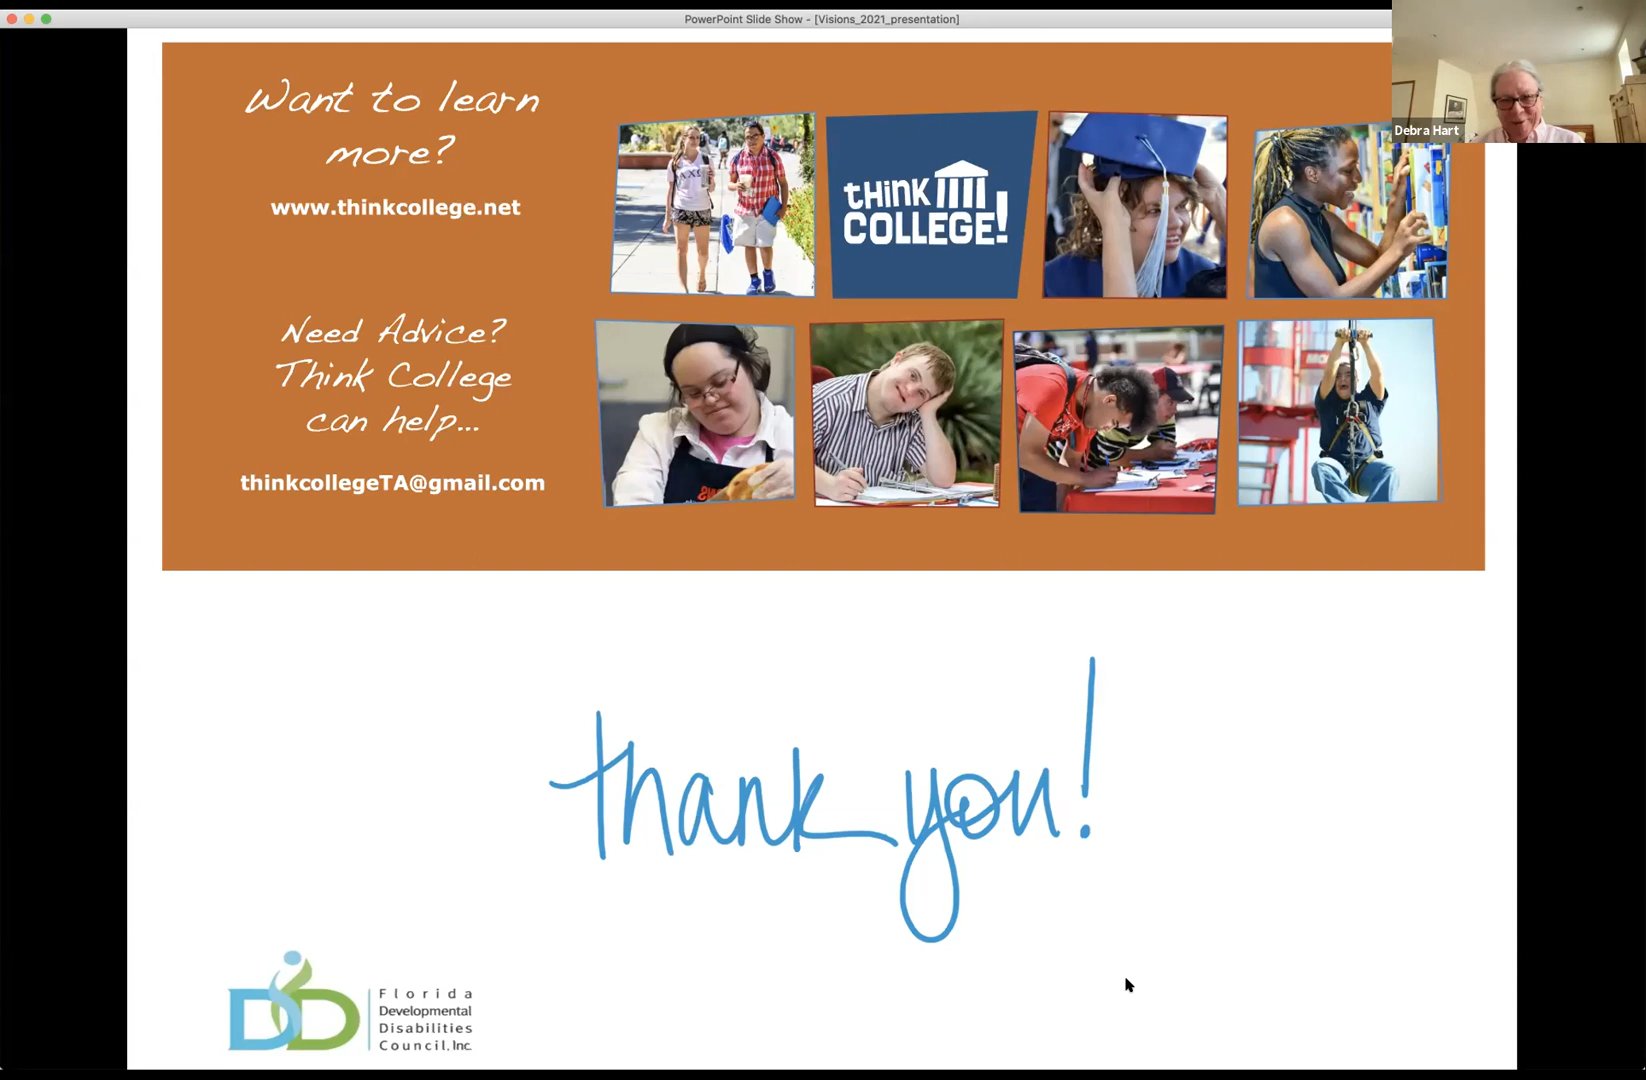 PowerPoint Slide Show - [Visions_2021_presentation]
Debra Hart
Want to learn
more?
www.thinkcollege.net
tHiNK
COLLEGE!
Need Advice?
Think College
can help...
thinkcollegeTA@gmail.com
thank you!
DD
Florida
Developmental
Disabilities
Council, Inc.